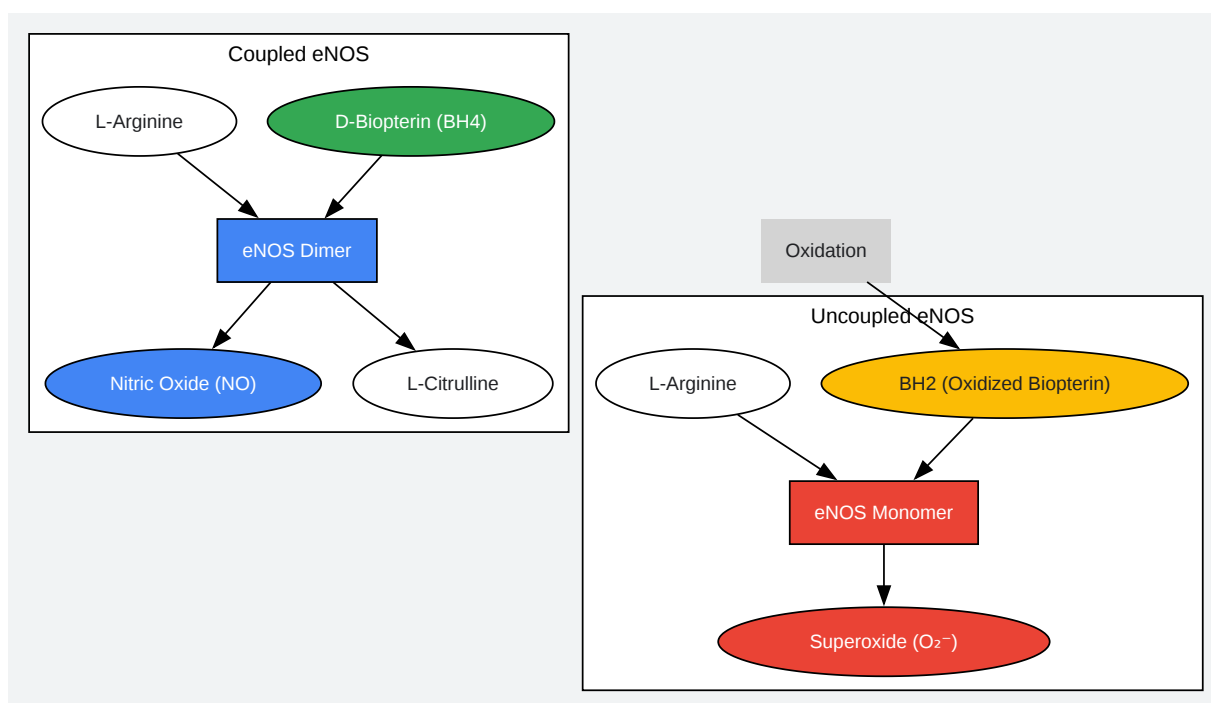 Coupled eNOS
L-Arginine
D-Biopterin (BH4)
eNOS Dimer
Nitric Oxide (NO)
L-Citrulline
Oxidation
Uncoupled eNOS
L-Arginine
BH2 (Oxidized Biopterin)
eNOS Monomer
Superoxide (O₂⁻)